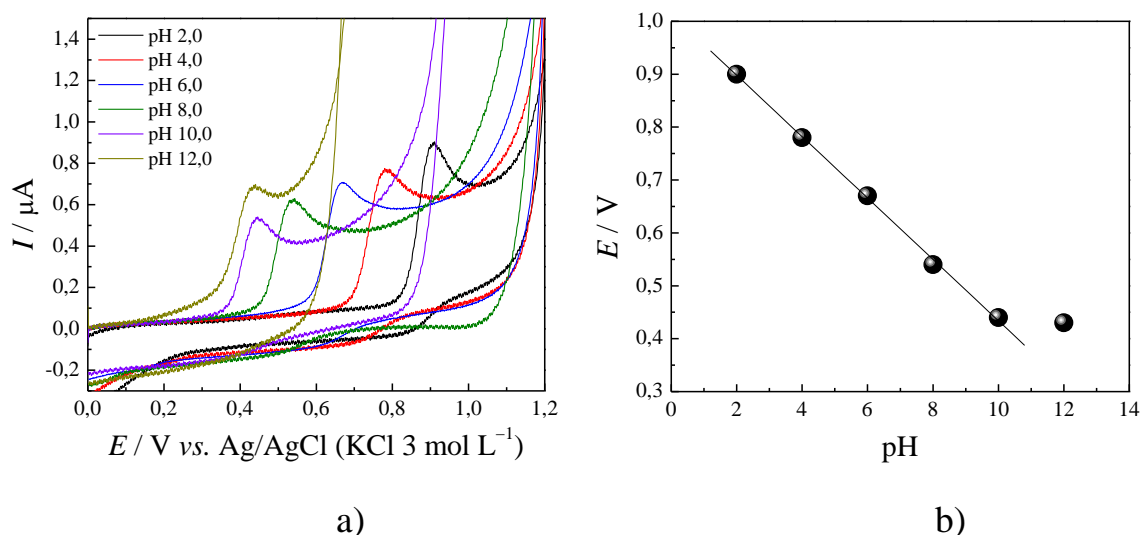 1,4
1,2
1,0
0,8
0,6
0,4
0,2
0,0
-0,2
I / µA
pH 2,0
pH 4,0
pH 6,0
pH 8,0
pH 10,0
pH 12,0
0,0 0,2 0,4 0,6 0,8 1,0 1,2
E / V vs. Ag/AgCl (KCl 3 mol L⁻¹)
a)
1,0
0,9
0,8
0,7
0,6
0,5
0,4
0,3
E / V
0 2 4 6 8 10 12 14
pH
b)